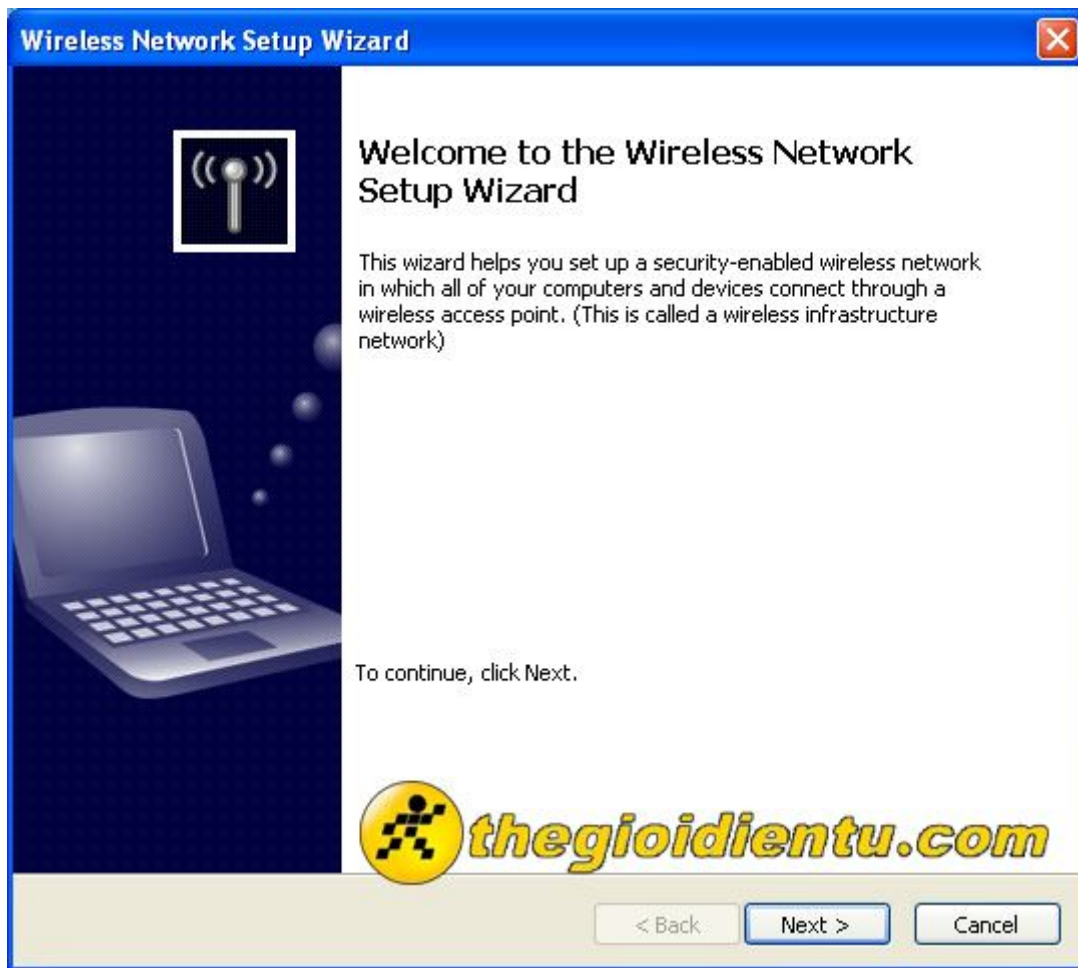 Wireless Network Setup Wizard
Welcome to the Wireless Network
Setup Wizard
This wizard helps you set up a security-enabled wireless network
in which all of your computers and devices connect through a
wireless access point. (This is called a wireless infrastructure
network)
To continue, click Next.
thegioidientu.com
< Back Next > Cancel